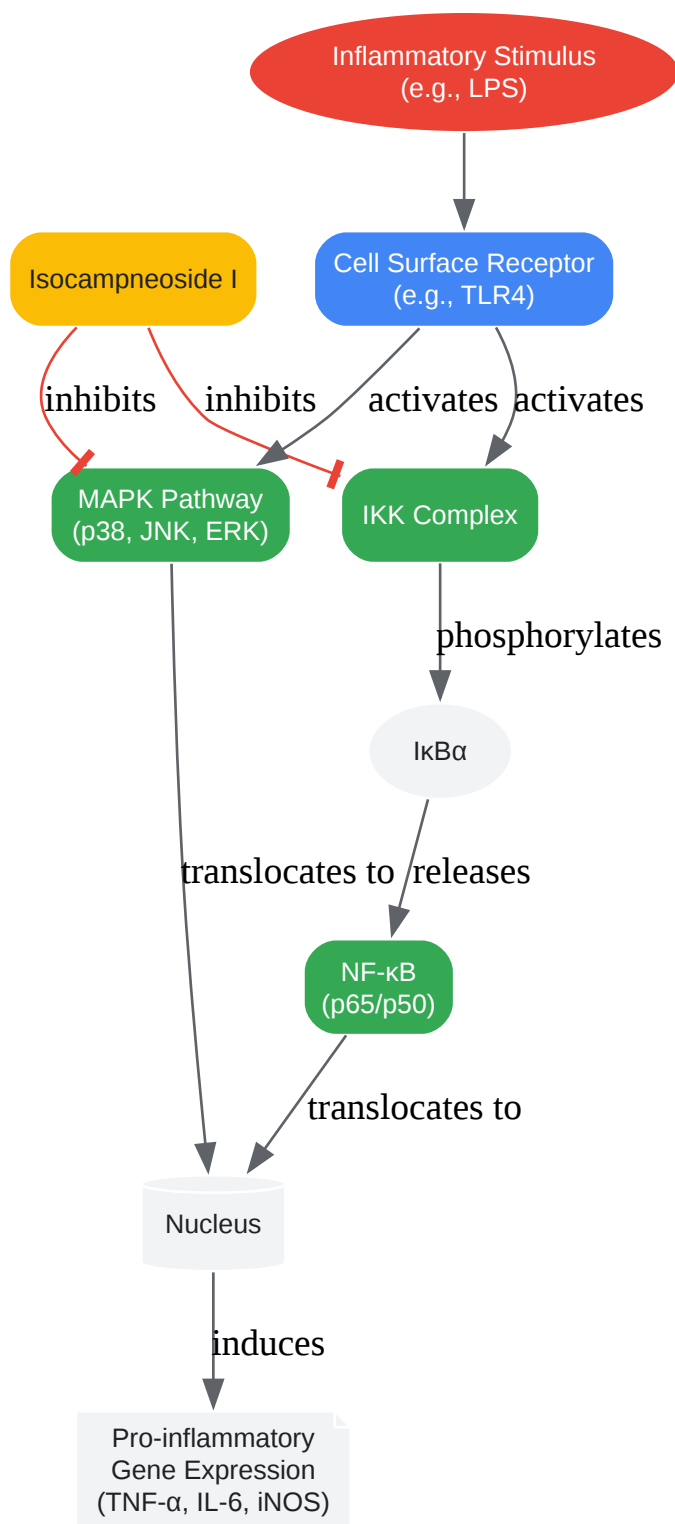 Inflammatory Stimulus
(e.g., LPS)
Isocampneoside I
Cell Surface Receptor
(e.g., TLR4)
inhibits
inhibits
activates
activates
MAPK Pathway
(p38, JNK, ERK)
IKK Complex
phosphorylates
IκBα
translocates to
releases
NF-κB
(p65/p50)
translocates to
Nucleus
induces
Pro-inflammatory
Gene Expression
(TNF-α, IL-6, iNOS)